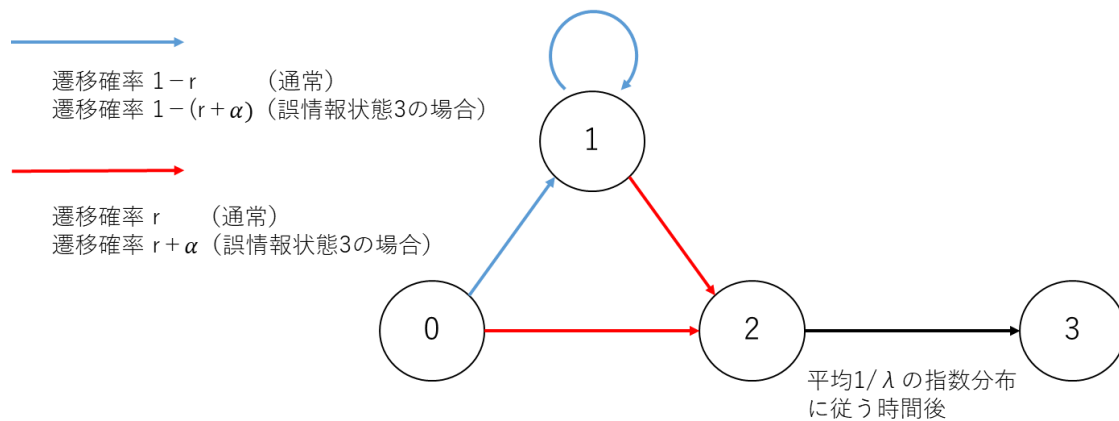 遷移確率 1−r （通常）
遷移確率 1−(r+α)（誤情報状態3の場合）
遷移確率 r （通常）
遷移確率 r+α（誤情報状態3の場合）
1
0
2
3
平均1/λの指数分布
に従う時間後